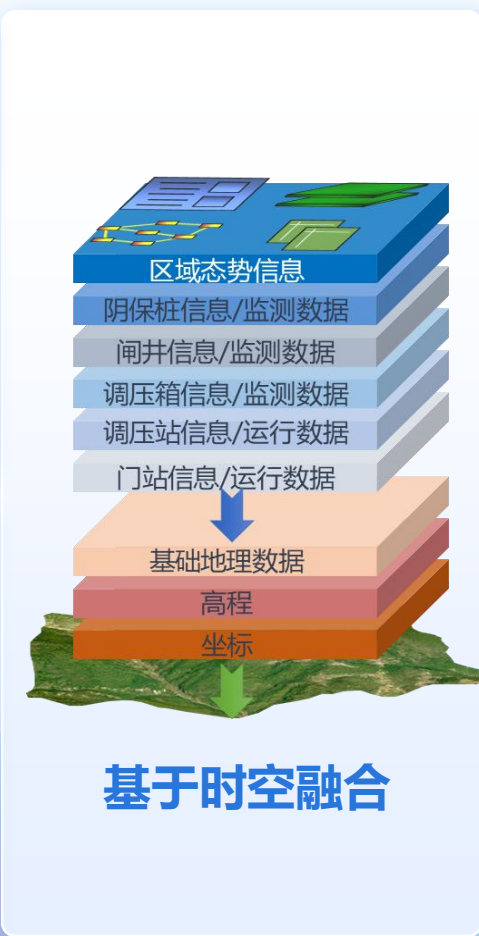 区域态势信息
阴保桩信息/监测数据
闸井信息/监测数据
调压箱信息/监测数据
调压站信息/运行数据
门站信息/运行数据
基础地理数据
高程
坐标
基于时空融合